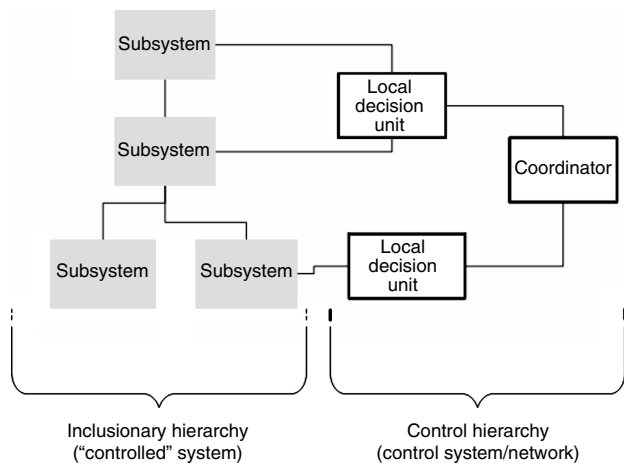 Subsystem
Local
decision
unit
Subsystem
Coordinator
Subsystem
Subsystem
Local
decision
unit
Inclusionary hierarchy
(“controlled” system)
Control hierarchy
(control system/network)